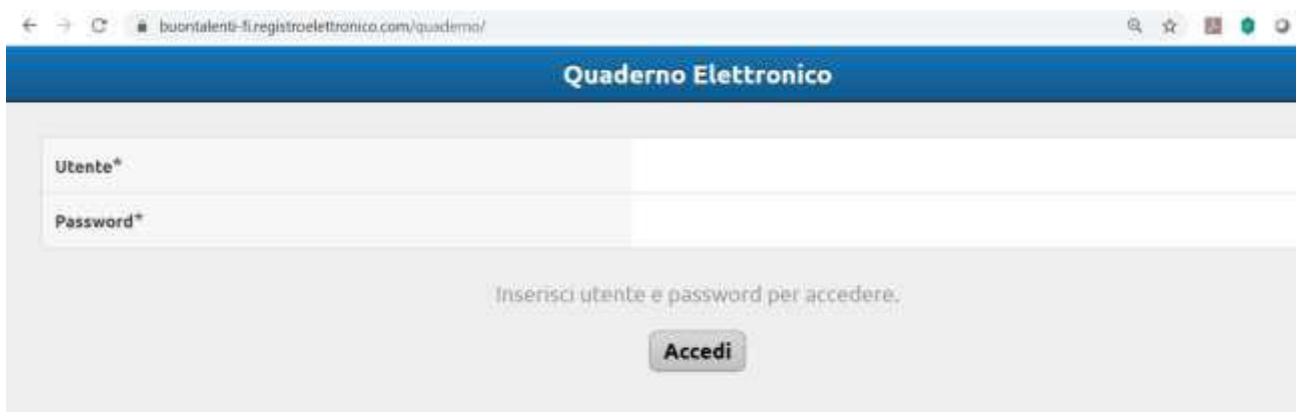 buontalenti-fi.registroelettronico.com/quaderno/
Quaderno Elettronico
Utente*
Password*
Inserisci utente e password per accedere.
Accedi